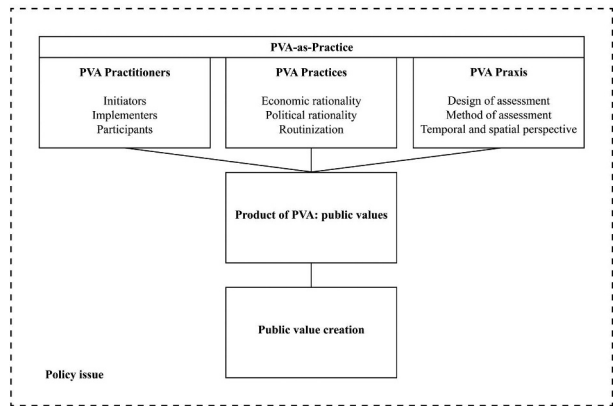 PVA-as-Practice
PVA Practitioners
Initiators
Implementers
Participants
PVA Practices
Economic rationality
Political rationality
Routinization
PVA Praxis
Design of assessment
Method of assessment
Temporal and spatial perspective
Product of PVA: public values
Public value creation
Policy issue